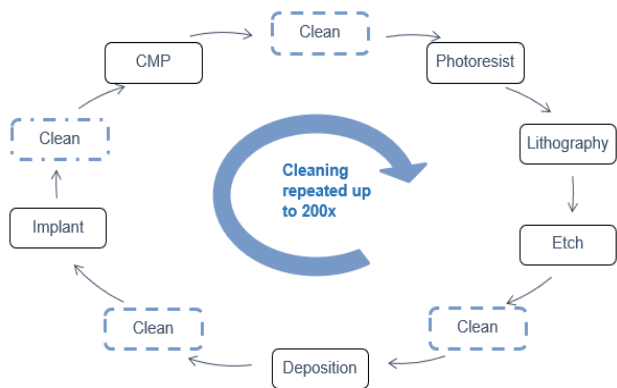 Clean
CMP
Photoresist
Clean
Lithography
Cleaning
repeated up
to 200x
Implant
Etch
Clean
Clean
Deposition